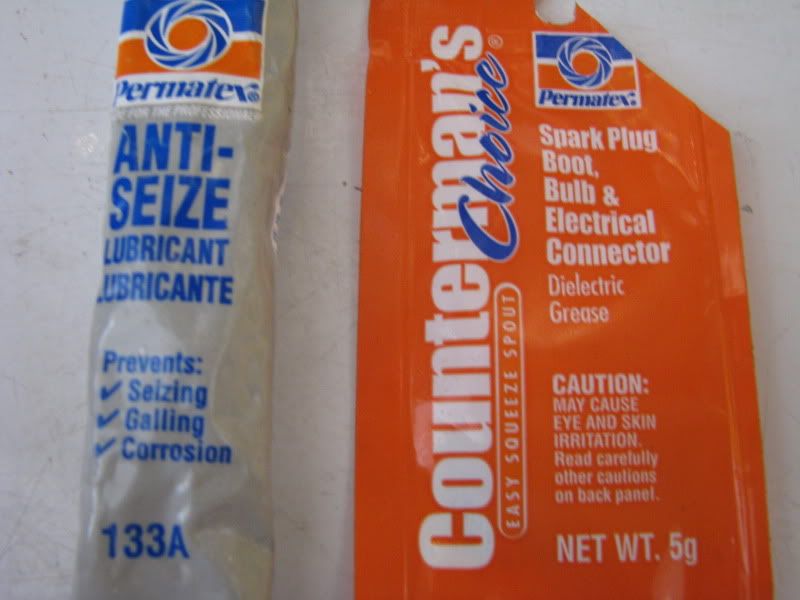 Permatex®
FOR THE PROFESSIONAL
ANTI-
SEIZE
LUBRICANT
LUBRICANTE
Prevents:
✔ Seizing
✔ Galling
✔ Corrosion
133A
Counterman's
Choice®
EASY SQUEEZE SPOUT
Permatex®
Spark Plug
Boot,
Bulb &
Electrical
Connector
Dielectric
Grease
CAUTION:
MAY CAUSE
EYE AND SKIN
IRRITATION.
Read carefully
other cautions
on back panel.
NET WT. 5g